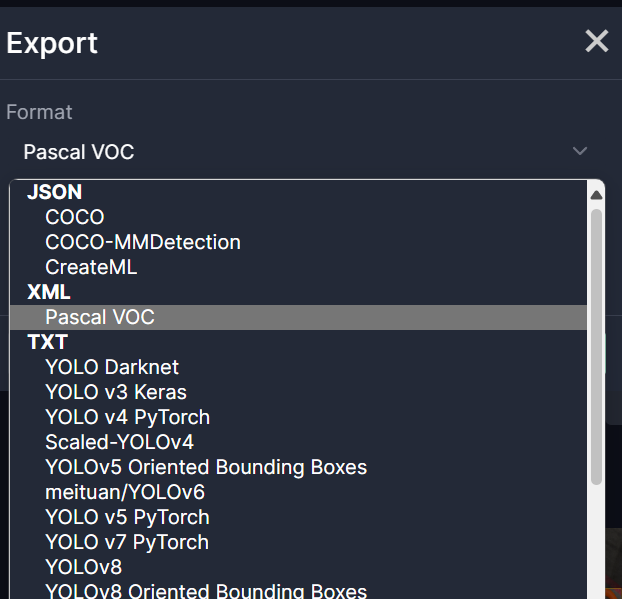 Export
Format
Pascal VOC
JSON
COCO
COCO-MMDetection
CreateML
XML
Pascal VOC
TXT
YOLO Darknet
YOLO v3 Keras
YOLO v4 PyTorch
Scaled-YOLOv4
YOLOv5 Oriented Bounding Boxes
meituan/YOLOv6
YOLO v5 PyTorch
YOLO v7 PyTorch
YOLOv8
YOLOv8 Oriented Bounding Boxes